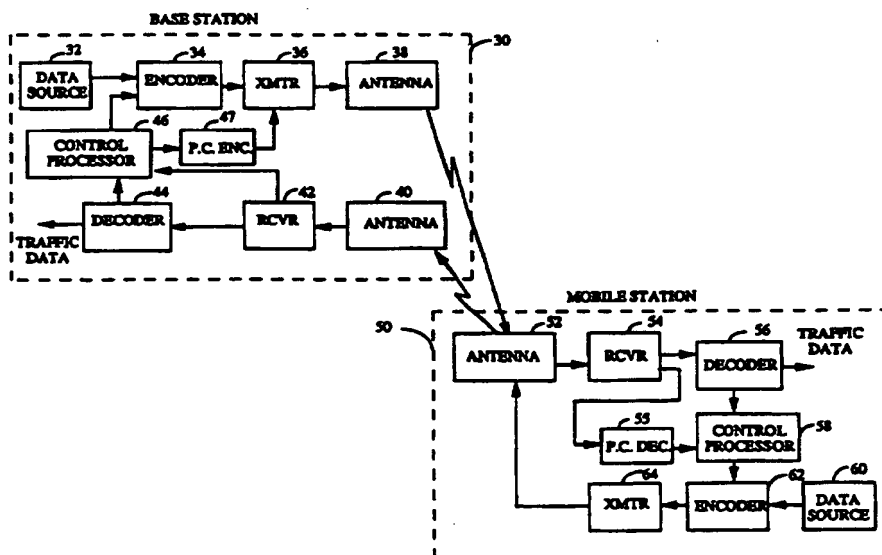 BASE STATION
30
32
34
36
38
DATA
SOURCE
ENCODER
XMTR
ANTENNA
46
47
CONTROL
PROCESSOR
P.C. ENC.
44
42
40
DECODER
RCVR
ANTENNA
TRAFFIC
DATA
MOBILE STATION
50
52
54
56
ANTENNA
RCVR
DECODER
TRAFFIC
DATA
55
P.C. DEC.
CONTROL
PROCESSOR
58
64
62
60
XMTR
ENCODER
DATA
SOURCE